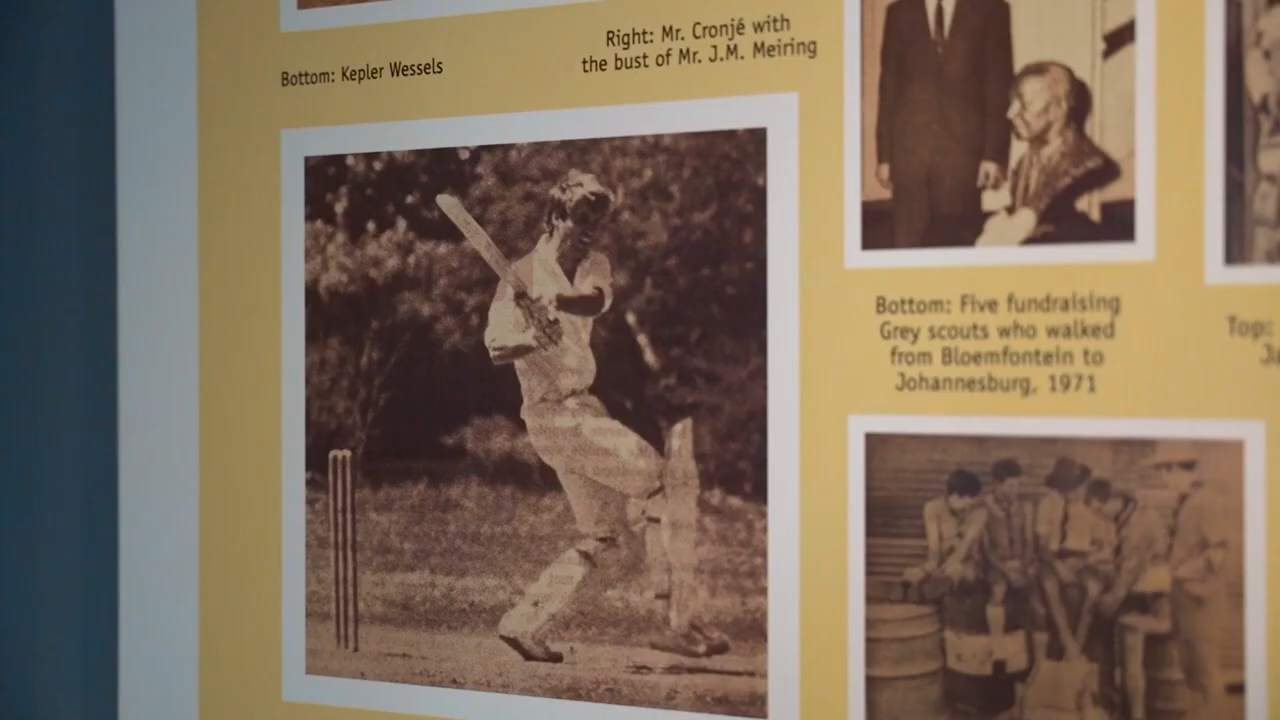 Bottom: Kepler Wessels
Right: Mr. Cronjé with
the bust of Mr. J.M. Meiring
Bottom: Five fundraising
Grey scouts who walked
from Bloemfontein to
Johannesburg, 1971
Top: